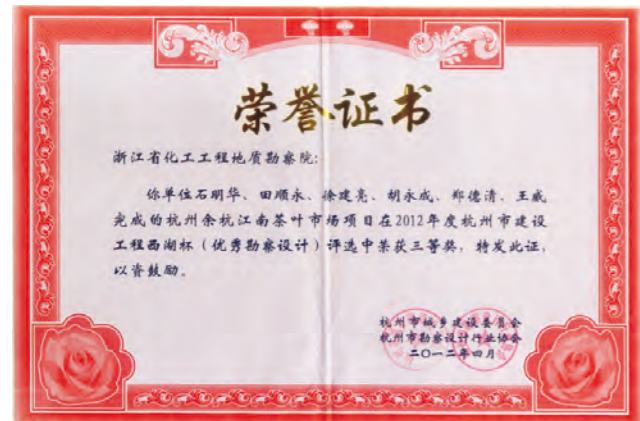 荣誉证书
浙江省化工工程地质勘察院:
你单位石明华、田顺永、徐建亮、胡永成、郑德清、王威
完成的杭州余杭江南茶叶市场项目在2012年度杭州市建设
工程西湖杯(优秀勘察设计)评选中荣获三等奖,特发此证,
以资鼓励。
杭州市城乡建设委员会
杭州市勘察设计行业协会
二〇一二年四月